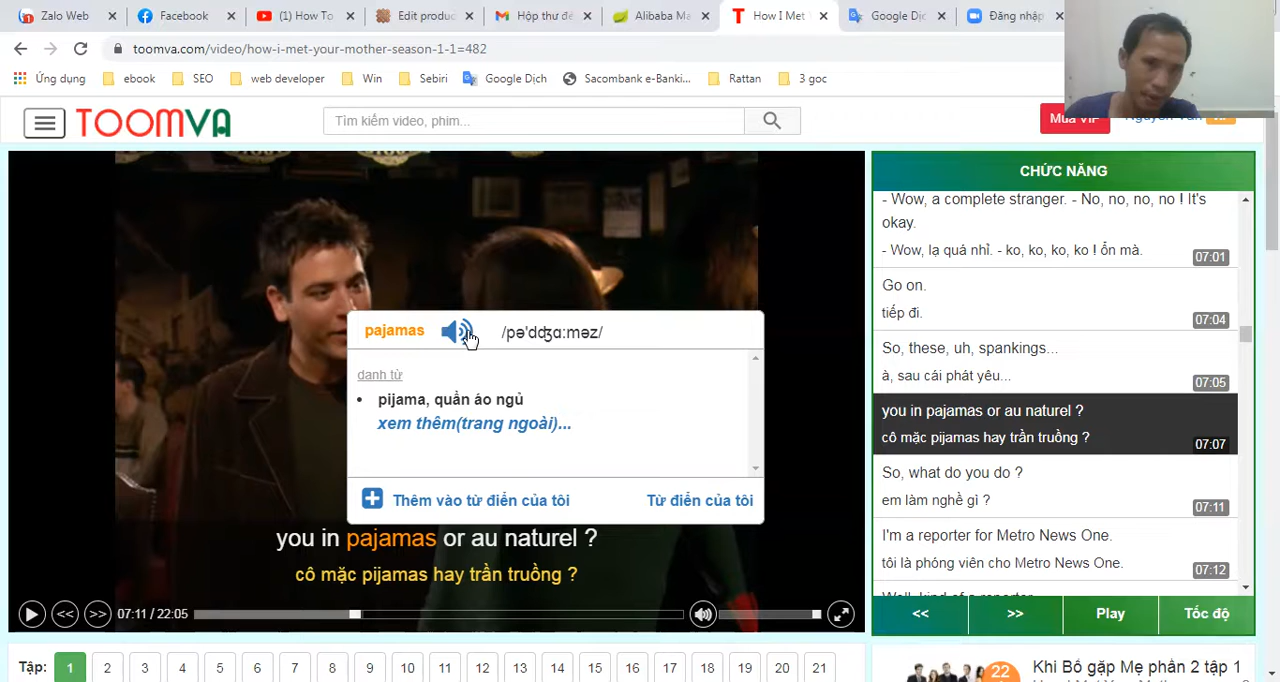 Zalo Web
Facebook
(1) How To
Edit produc
Hộp thư đế
Alibaba Ma
How I Met
Google Dịc
Đăng nhập
toomva.com/video/how-i-met-your-mother-season-1-1=482
Ứng dụng
ebook
SEO
web developer
Win
Sebiri
Google Dịch
Sacombank e-Banki...
Rattan
3 goc
TOOMVA
Tìm kiếm video, phim...
Mua VIP
CHỨC NĂNG
- Wow, a complete stranger. - No, no, no, no ! It's
okay.
- Wow, lạ quá nhỉ. - ko, ko, ko, ko ! ổn mà.
07:01
Go on.
tiếp đi.
07:04
So, these, uh, spankings...
à, sau cái phát yêu...
07:05
you in pajamas or au naturel ?
cô mặc pijamas hay trần truồng ?
07:07
So, what do you do ?
em làm nghề gì ?
07:11
I'm a reporter for Metro News One.
tôi là phóng viên cho Metro News One.
07:12
<<
>>
Play
Tốc độ
pajamas
/pə'dʤɑ:məz/
danh từ
pijama, quần áo ngủ
xem thêm(trang ngoài)...
Thêm vào từ điển của tôi
Từ điển của tôi
you in pajamas or au naturel ?
cô mặc pijamas hay trần truồng ?
<<
>>
07:11 / 22:05
Tập:
1
2
3
4
5
6
7
8
9
10
11
12
13
14
15
16
17
18
19
20
21
22
Khi Bố gặp Mẹ phần 2 tập 1